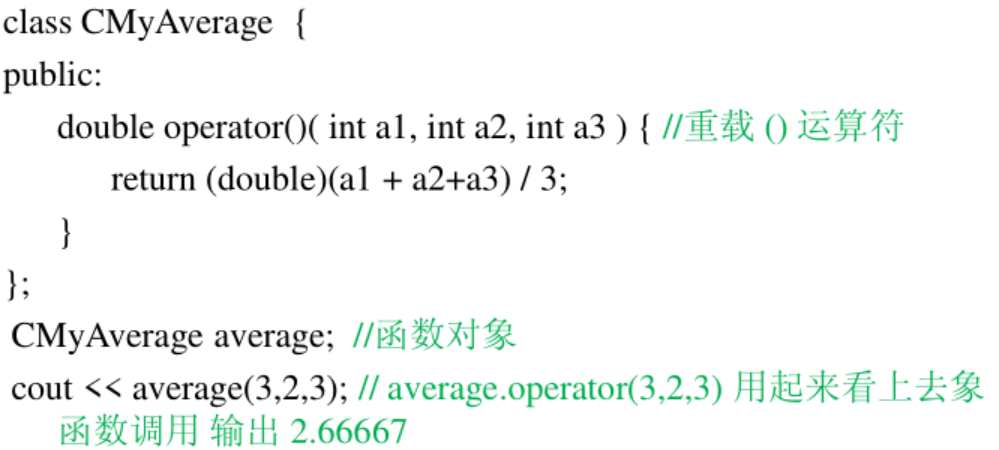 class CMyAverage {
public:
double operator()( int a1, int a2, int a3 ) { //重载 () 运算符
return (double)(a1 + a2+a3) / 3;
}
};
CMyAverage average; //函数对象
cout << average(3,2,3); // average.operator(3,2,3) 用起来看上去象
函数调用 输出 2.66667